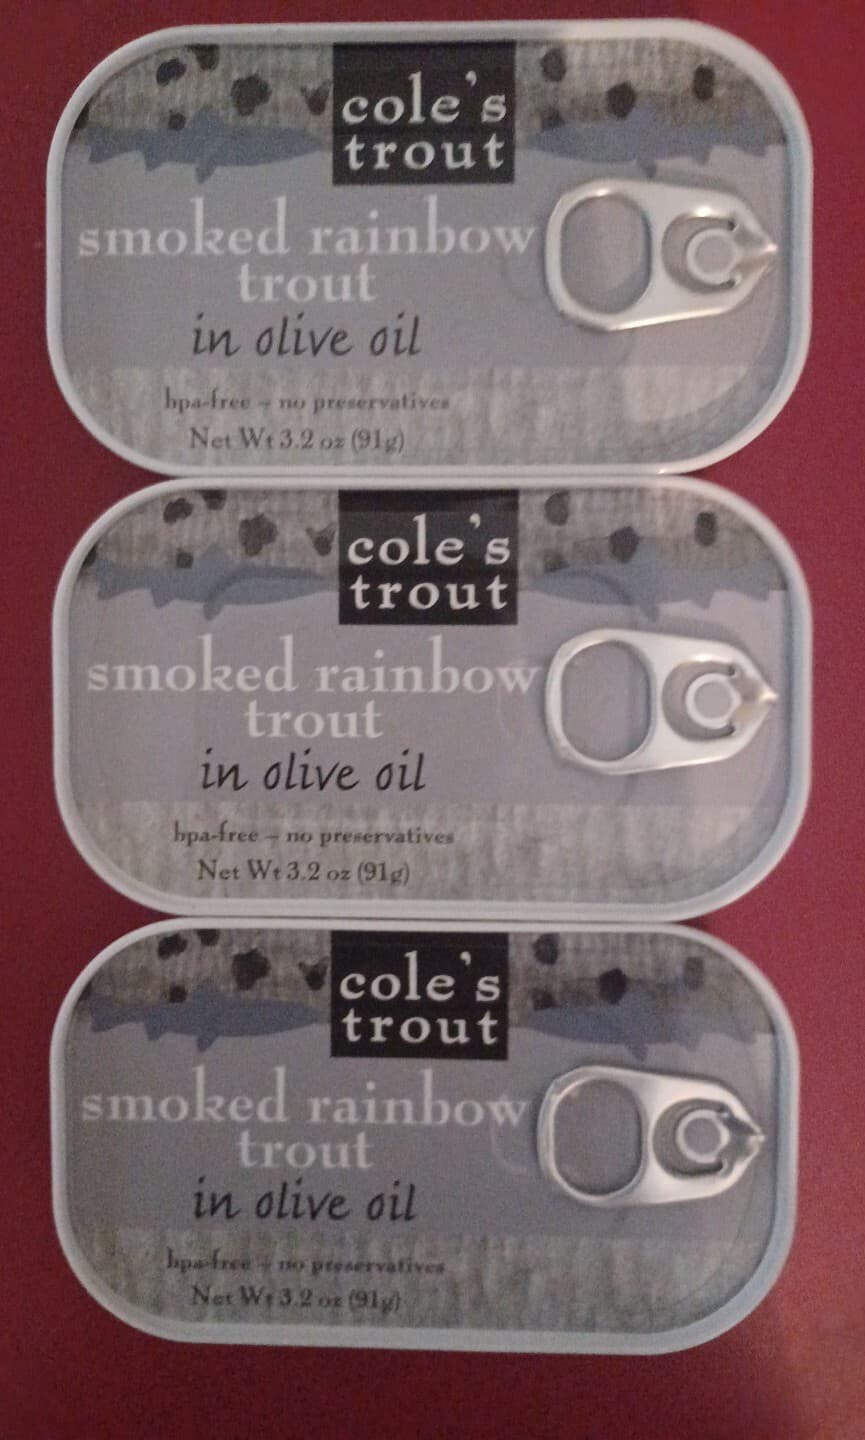 cole's
trout
smoked rainbow
trout
in olive oil
bpa-free – no preservatives
Net Wt 3.2 oz (91g)
cole's
trout
smoked rainbow
trout
in olive oil
bpa-free – no preservatives
Net Wt 3.2 oz (91g)
cole's
trout
smoked rainbow
trout
in olive oil
bpa-free – no preservatives
Net Wt 3.2 oz (91g)